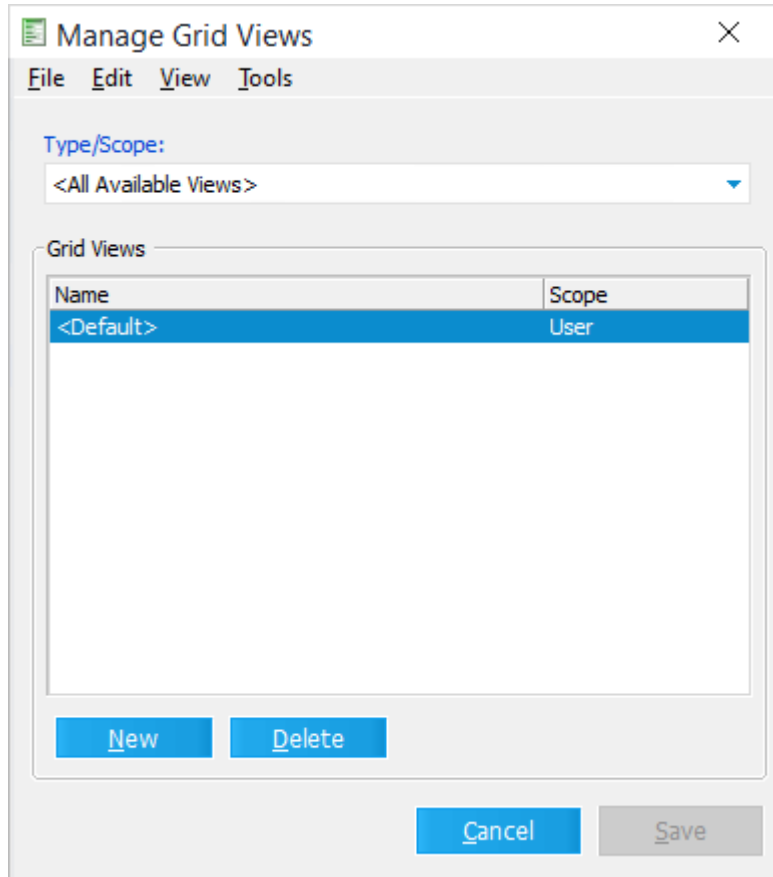 Manage Grid Views
File Edit View Tools
Type/Scope:
<All Available Views>
Grid Views
Name Scope
<Default> User
New Delete
Cancel Save